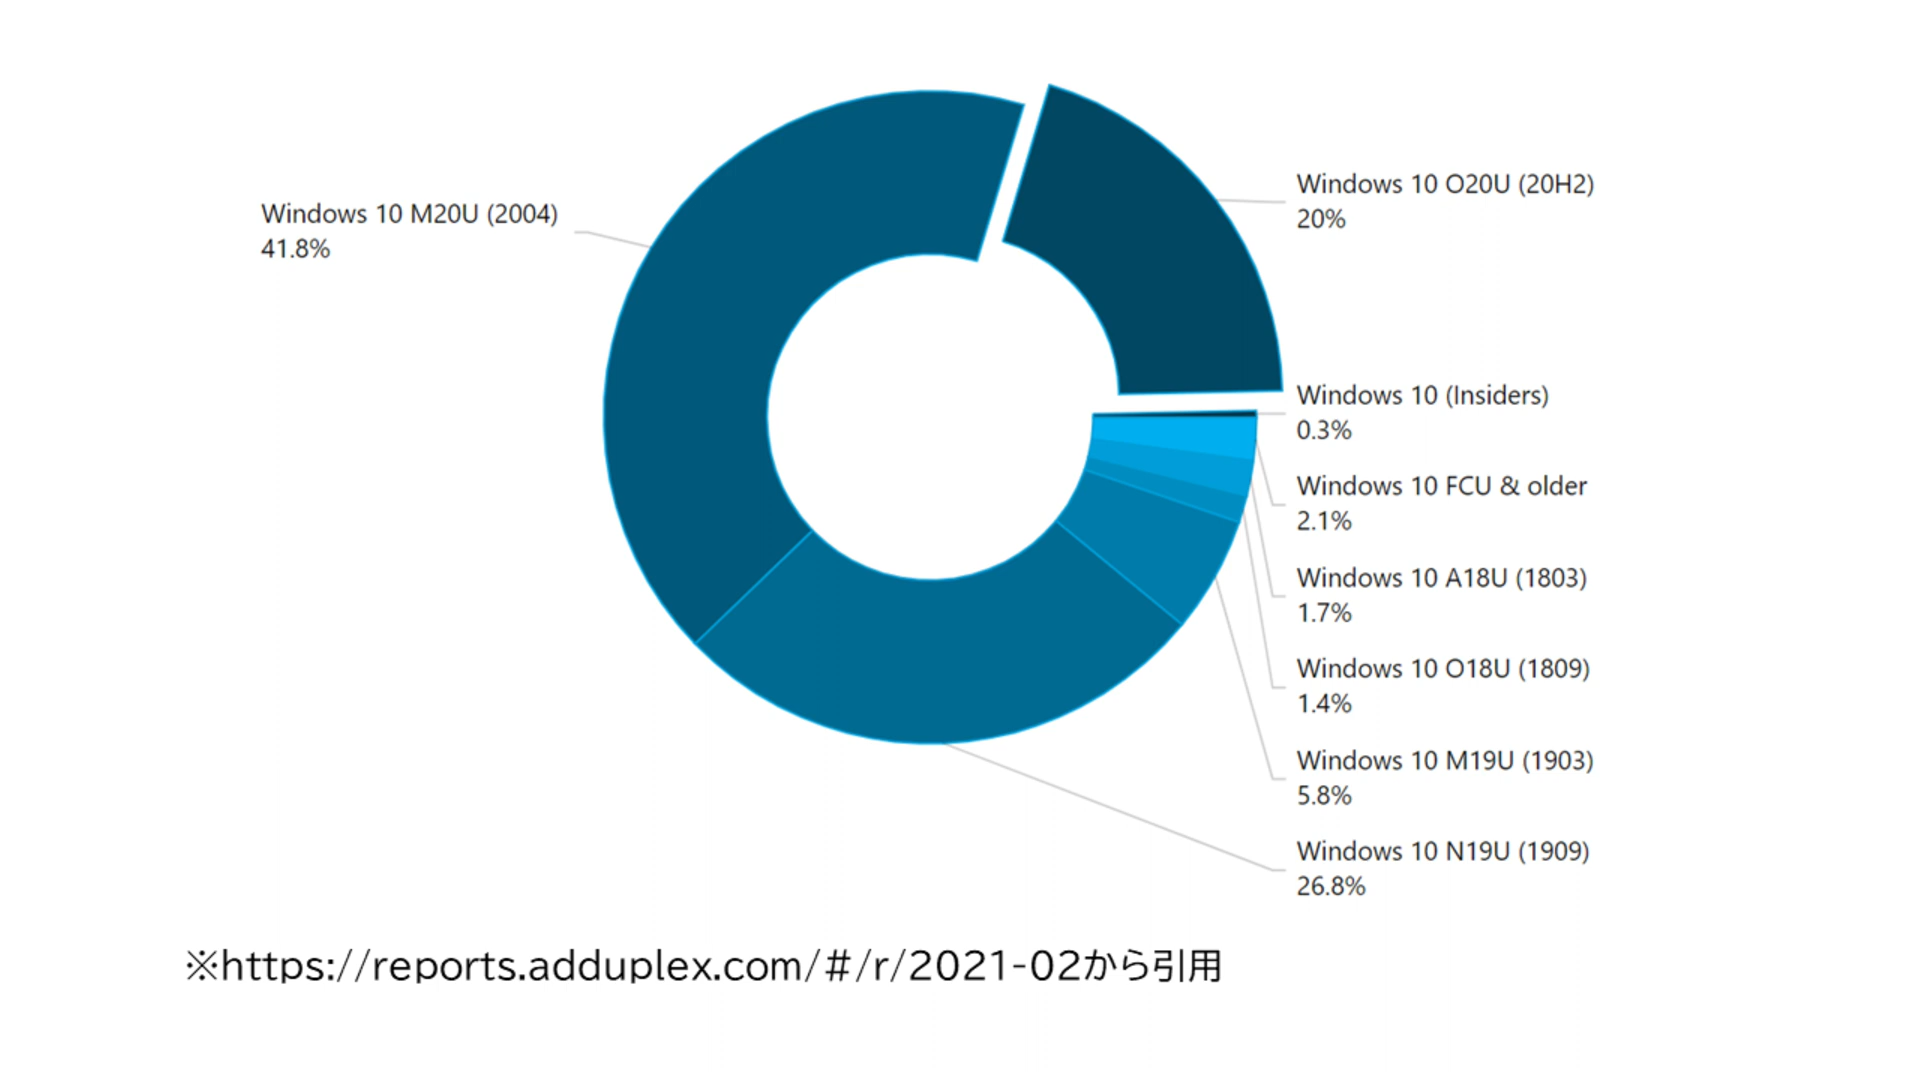 Windows 10 M20U (2004)
41.8%
Windows 10 O20U (20H2)
20%
Windows 10 (Insiders)
0.3%
Windows 10 FCU & older
2.1%
Windows 10 A18U (1803)
1.7%
Windows 10 O18U (1809)
1.4%
Windows 10 M19U (1903)
5.8%
Windows 10 N19U (1909)
26.8%
※https://reports.adduplex.com/#/r/2021-02から引用